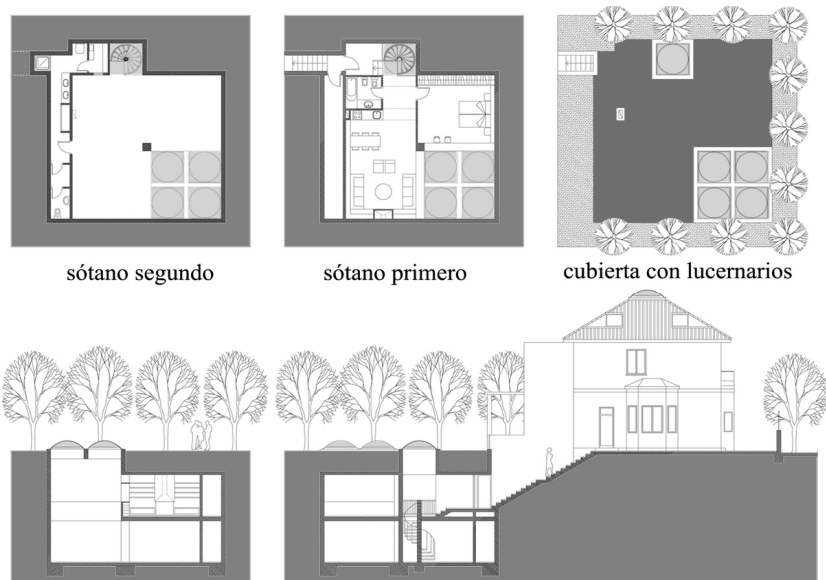 sótano segundo
sótano primero
cubierta con lucernarios